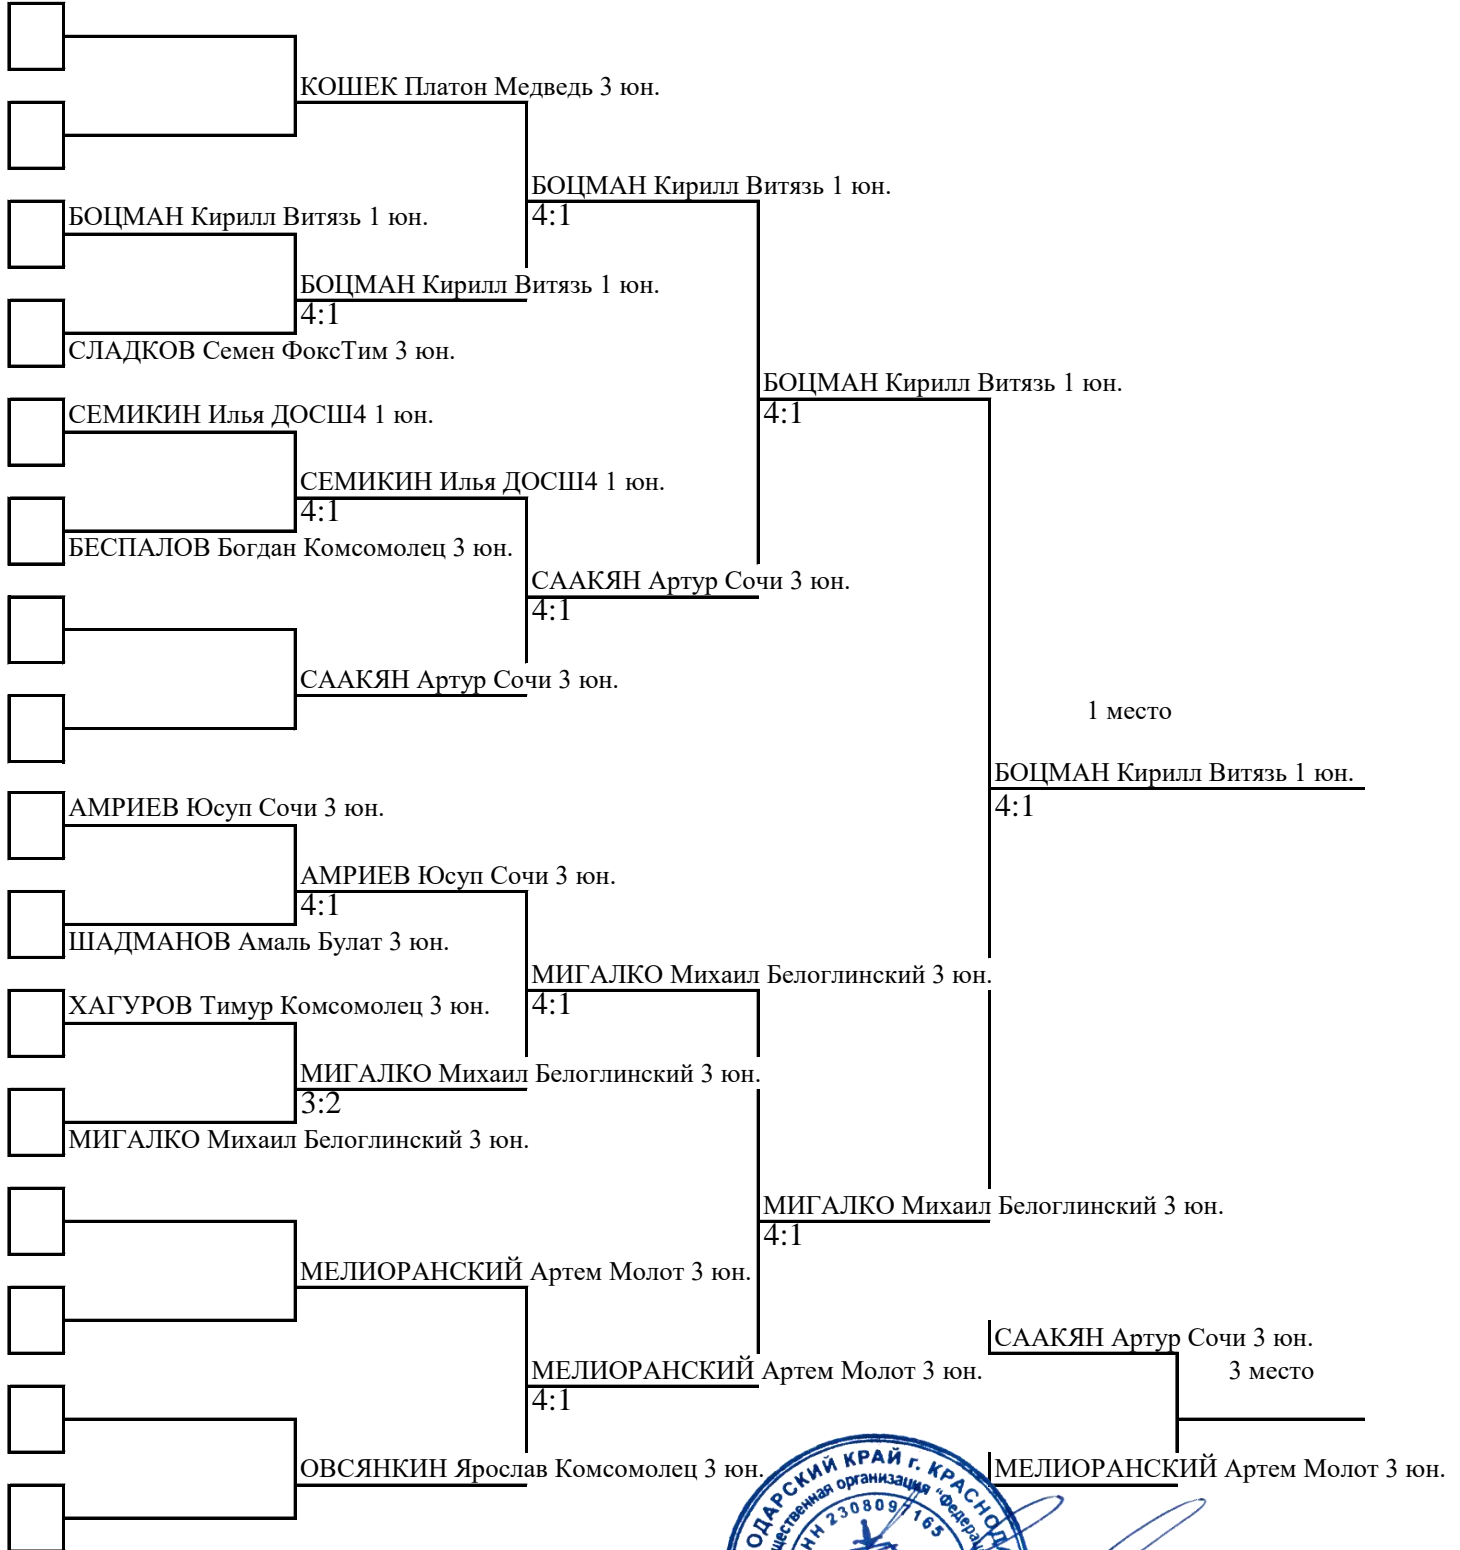 КОШЕК Платон Медведь 3 юн.
БОЦМАН Кирилл Витязь 1 юн.
4:1
БОЦМАН Кирилл Витязь 1 юн.
БОЦМАН Кирилл Витязь 1 юн.
4:1
СЛАДКОВ Семен ФоксТим 3 юн.
БОЦМАН Кирилл Витязь 1 юн.
4:1
СЕМИКИН Илья ДОСШ4 1 юн.
СЕМИКИН Илья ДОСШ4 1 юн.
4:1
БЕСПАЛОВ Богдан Комсомолец 3 юн.
СААКЯН Артур Сочи 3 юн.
4:1
СААКЯН Артур Сочи 3 юн.
1 место
БОЦМАН Кирилл Витязь 1 юн.
4:1
АМРИЕВ Юсуп Сочи 3 юн.
АМРИЕВ Юсуп Сочи 3 юн.
4:1
ШАДМАНОВ Амаль Булат 3 юн.
МИГАЛКО Михаил Белоглинский 3 юн.
4:1
ХАГУРОВ Тимур Комсомолец 3 юн.
МИГАЛКО Михаил Белоглинский 3 юн.
3:2
МИГАЛКО Михаил Белоглинский 3 юн.
МИГАЛКО Михаил Белоглинский 3 юн.
4:1
МЕЛИОРАНСКИЙ Артем Молот 3 юн.
СААКЯН Артур Сочи 3 юн.
3 место
МЕЛИОРАНСКИЙ Артем Молот 3 юн.
4:1
ОВСЯНКИН Ярослав Комсомолец 3 юн.
МЕЛИОРАНСКИЙ Артем Молот 3 юн.
ОДАРСКИЙ КРАЙ г. КРАСНОД
щественная организация "Федерац